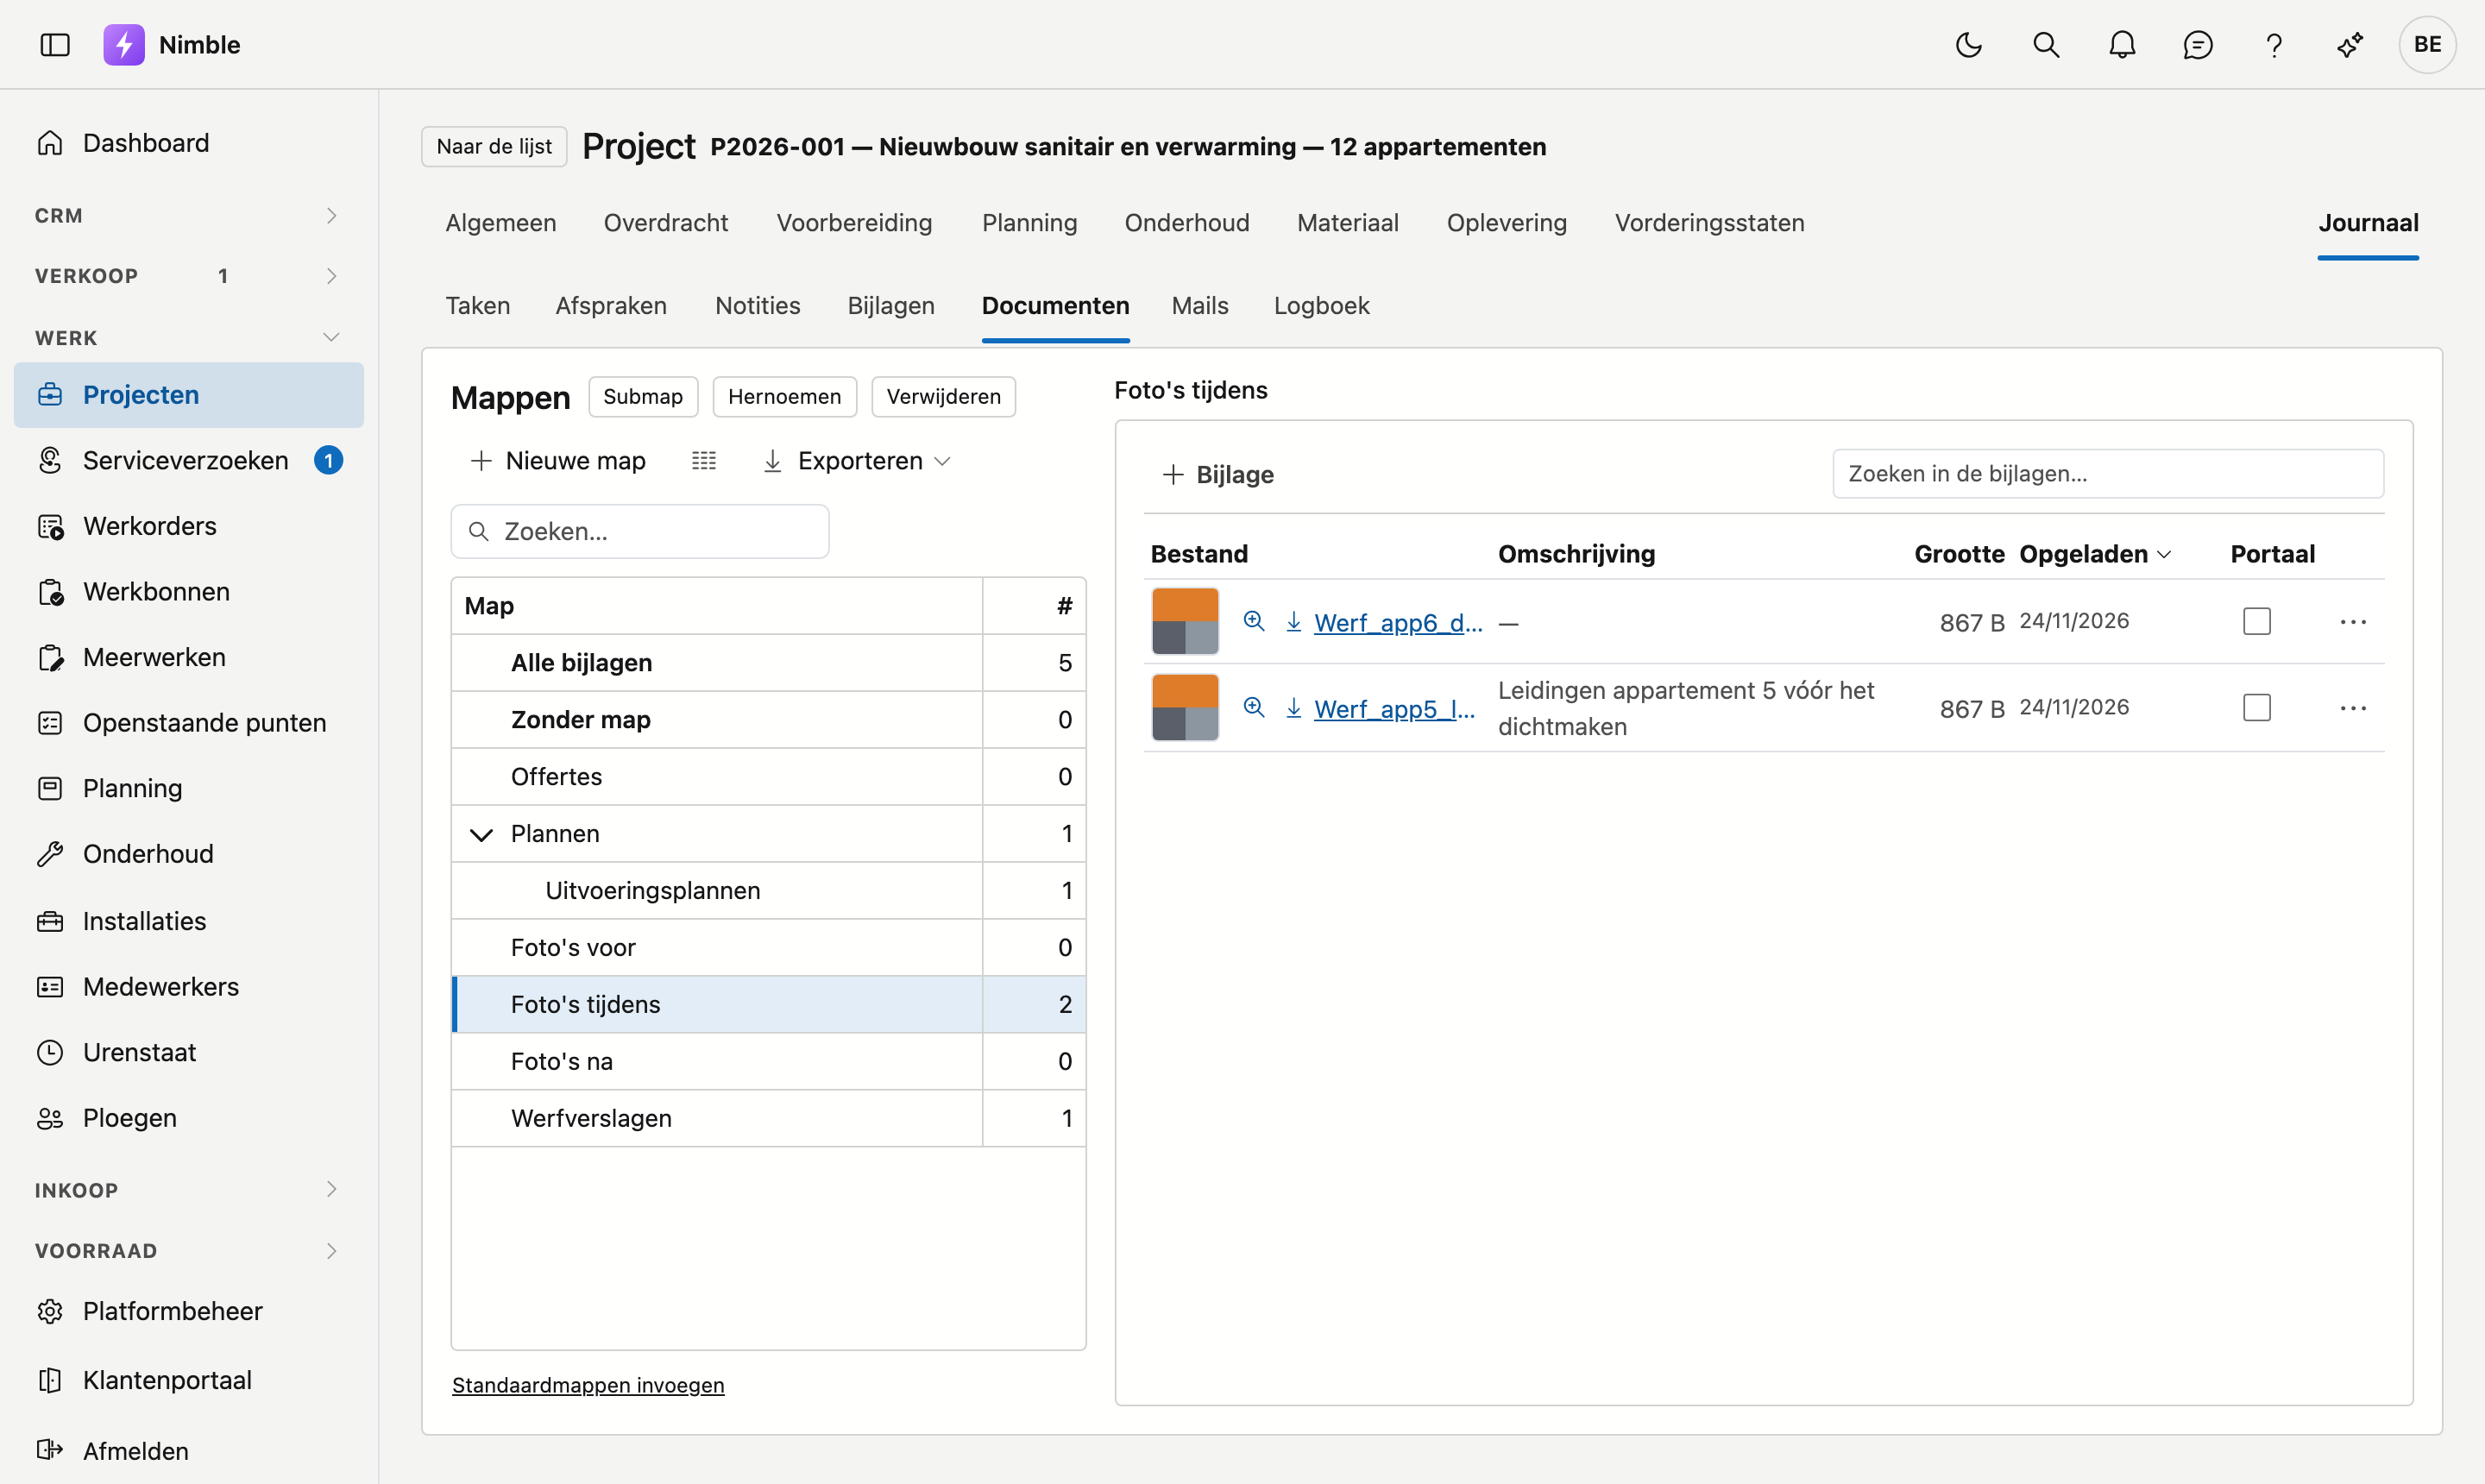 Nimble
BE
Dashboard
CRM
VERKOOP 1
WERK
Projecten
Serviceverzoeken 1
Werkorders
Werkbonnen
Meerwerken
Openstaande punten
Planning
Onderhoud
Installaties
Medewerkers
Urenstaat
Ploegen
INKOOP
VOORRAAD
Platformbeheer
Klantenportaal
Afmelden
Naar de lijst Project P2026-001 — Nieuwbouw sanitair en verwarming — 12 appartementen
Algemeen Overdracht Voorbereiding Planning Onderhoud Materiaal Oplevering Vorderingsstaten Journaal
Taken Afspraken Notities Bijlagen Documenten Mails Logboek
Mappen Submap Hernoemen Verwijderen
Nieuwe map Exporteren
Zoeken...
Map #
Alle bijlagen 5
Zonder map 0
Offertes 0
Plannen 1
Uitvoeringsplannen 1
Foto's voor 0
Foto's tijdens 2
Foto's na 0
Werfverslagen 1
Standaardmappen invoegen
Foto's tijdens
Bijlage Zoeken in de bijlagen...
Bestand Omschrijving Grootte Opgeladen Portaal
Werf_app6_d... — 867 B 24/11/2026
Werf_app5_l... Leidingen appartement 5 vóór het 867 B 24/11/2026
dichtmaken